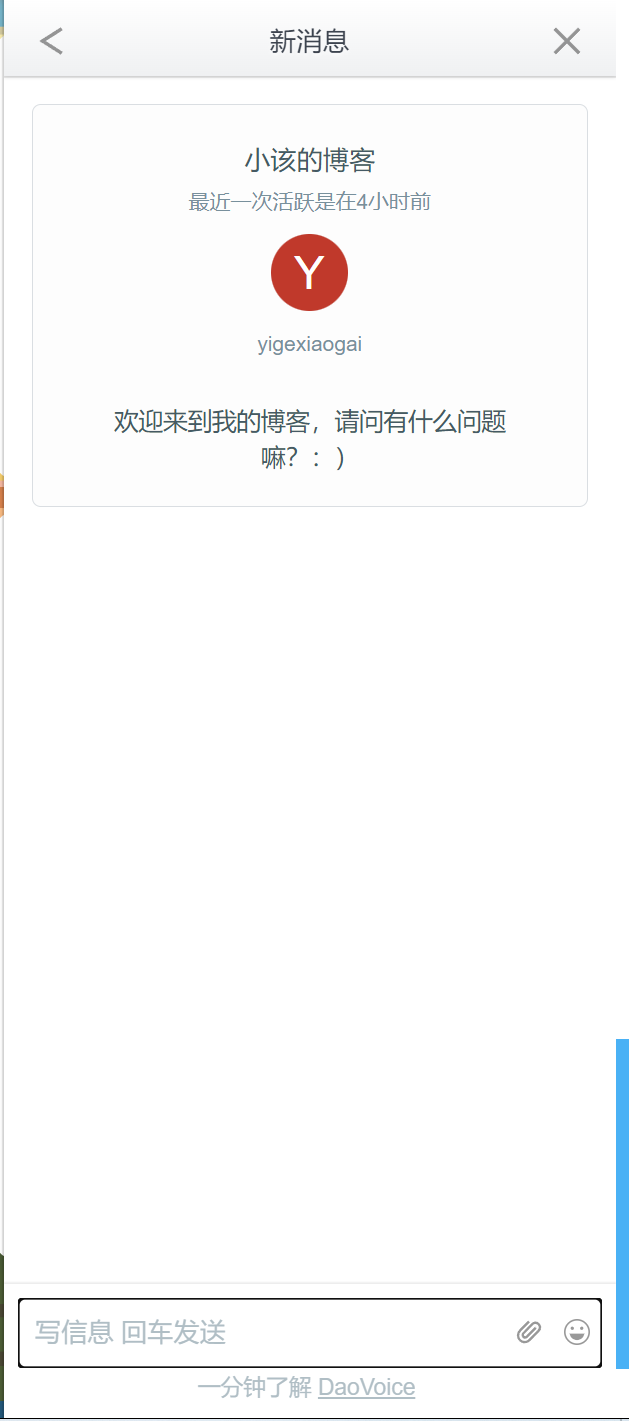 新消息
小该的博客
最近一次活跃是在4小时前
Y
yigexiaogai
欢迎来到我的博客，请问有什么问题
嘛？：）
写信息 回车发送
一分钟了解 DaoVoice